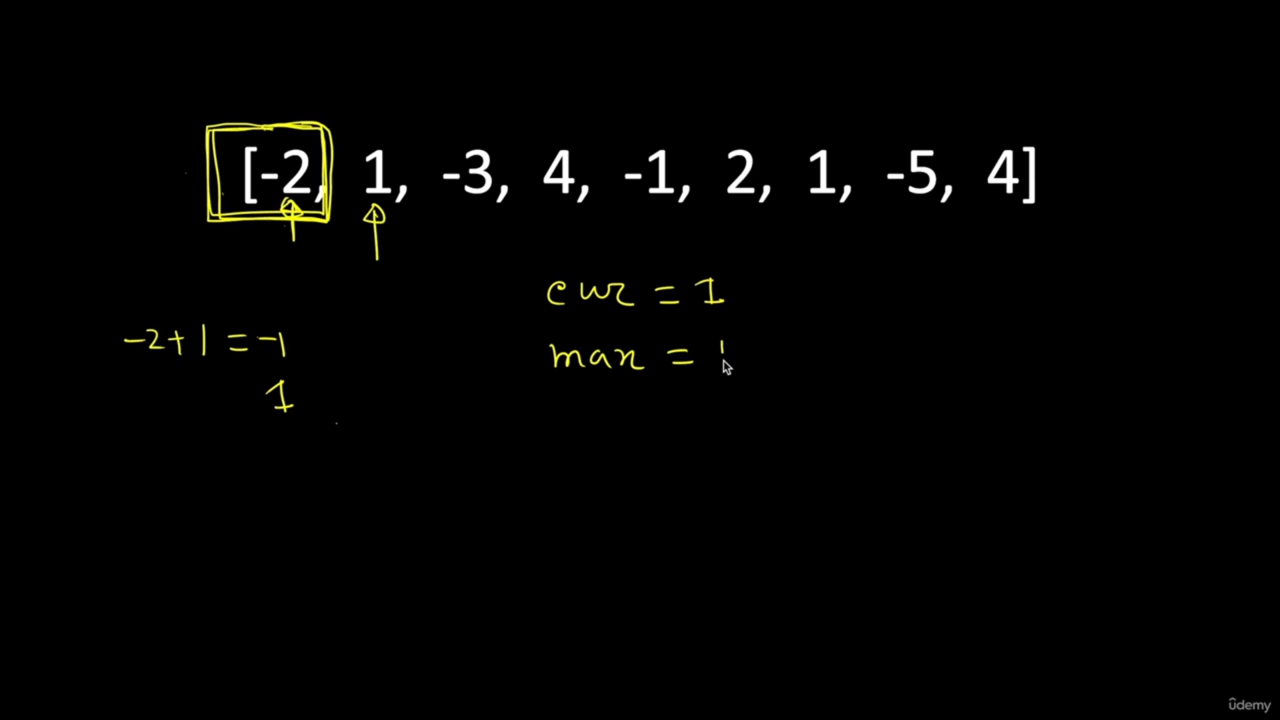 [-2, 1, -3, 4, -1, 2, 1, -5, 4]
cur = 1
-2+1 = -1
max = 1
1
ûdemy